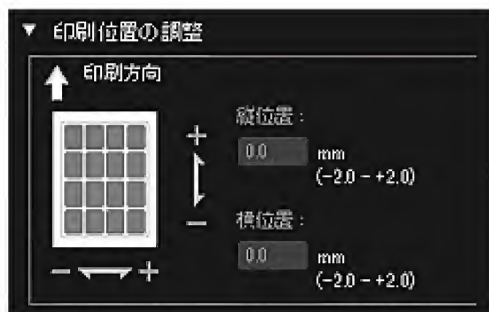 ▼ 印刷位置の調整
印刷方向
縦位置：
0.0 mm
(-2.0 - +2.0)
横位置：
0.0 mm
(-2.0 - +2.0)
+
-
- +